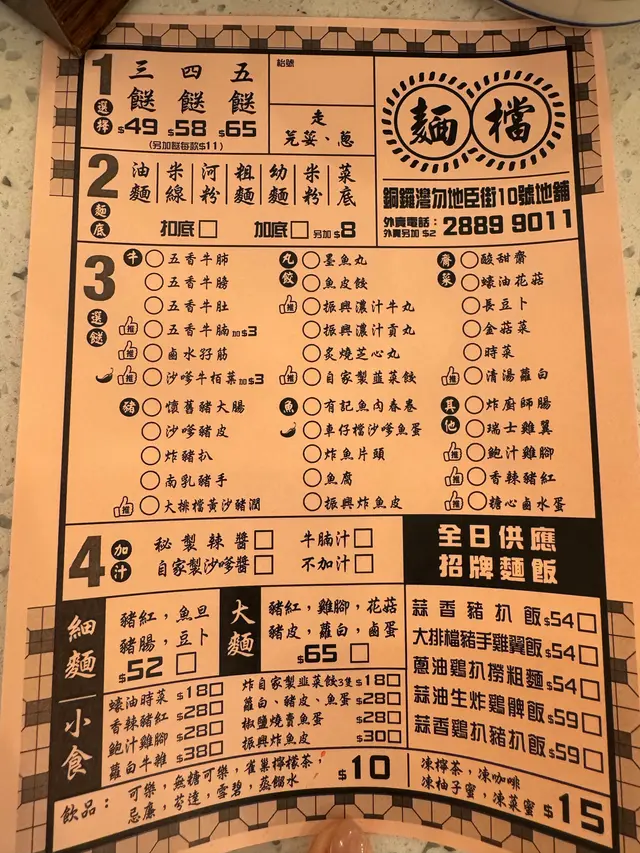 1 選擇
三餸 四餸 五餸
$49 $58 $65
(另加餸每款$11)
枱號
走
芫荽、蔥
麵檔
銅鑼灣勿地臣街10號地舖
外賣電話：2889 9011
外賣另加 $2
2 麵底
油麵 米線 河粉 粗麵 幼麵 米粉 菜底
扣底 加底 另加$8
3 選餸
牛
五香牛肺
五香牛膀
五香牛肚
推 五香牛腩 加$3
推 鹵水孖筋
推 沙嗲牛栢葉 加$3
豬
懷舊豬大腸
沙嗲豬皮
炸豬扒
南乳豬手
推 大排檔黃沙豬潤
丸餃
墨魚丸
魚皮餃
推 振興濃汁牛丸
振興濃汁貢丸
炙燒芝心丸
推 自家製韮菜餃
魚
有記魚肉春卷
車仔檔沙嗲魚蛋
炸魚片頭
魚腐
振興炸魚皮
齋菜
酸甜齋
蠔油花菇
長豆卜
金菇菜
時菜
推 清湯蘿白
其他
炸廚師腸
瑞士雞翼
推 鮑汁雞腳
推 香辣豬紅
推 糖心鹵水蛋
4 加汁
秘製辣醬 牛腩汁
自家製沙嗲醬 不加汁
全日供應
招牌麵飯
細麵
豬紅，魚旦
豬腸，豆卜
$52
大麵
豬紅，雞腳，花菇
豬皮，蘿白，鹵蛋
$65
蒜香豬扒飯 $54
大排檔豬手雞翼飯 $54
蔥油鷄扒撈粗麵 $54
蒜油生炸鷄髀飯 $59
蒜香鷄扒豬扒飯 $59
小食
蠔油時菜 $18
香辣豬紅 $28
鮑汁雞腳 $28
蘿白牛雜 $38
炸自家製韮菜餃3隻 $18
蘿白、豬皮、魚蛋 $28
椒鹽燒賣魚蛋 $28
振興炸魚皮 $30
飲品：
可樂，無糖可樂，雀巢檸檬茶，
忌廉，芬達，雪碧，蒸餾水
$10
凍檸茶，凍咖啡
凍柚子蜜，凍菜蜜
$15